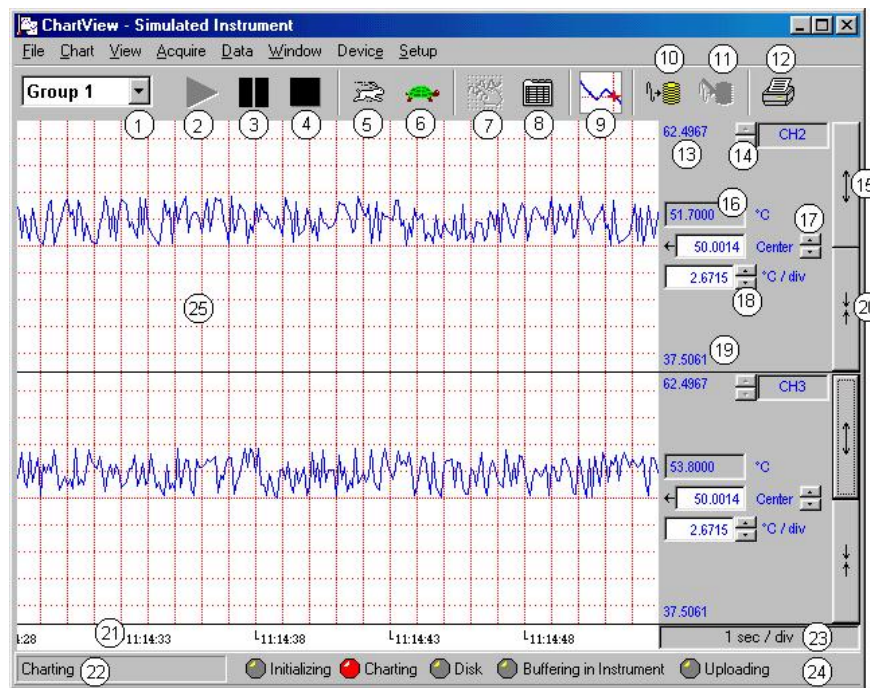 ChartView - Simulated Instrument
File Chart View Acquire Data Window Device Setup
Group 1
1 2 3 4 5 6 7 8 9 10 11 12
62.4967 CH2
13 14 15
51.7000 16 °C 17
50.0014 Center
2.6715 °C / div
18 20
25
37.5061 19
62.4967 CH3
53.8000 °C
50.0014 Center
2.6715 °C / div
37.5061
4:28 21 11:14:33 11:14:38 11:14:43 11:14:48 1 sec / div 23
Charting 22 Initializing Charting Disk Buffering in Instrument Uploading 24